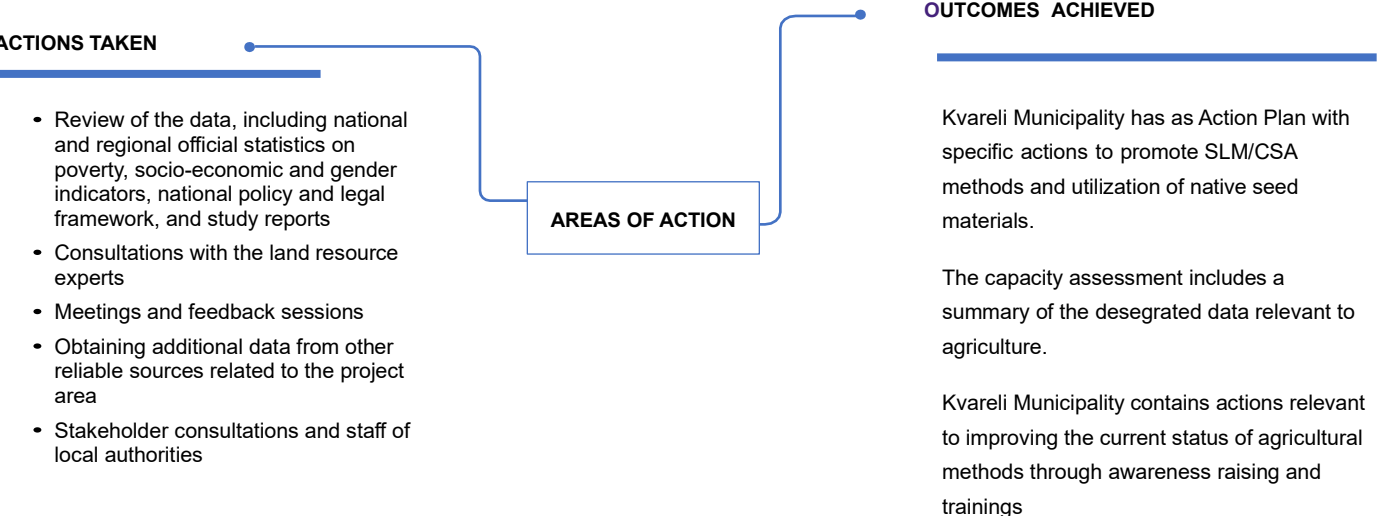 ACTIONS TAKEN
• Review of the data, including national
and regional official statistics on
poverty, socio-economic and gender
indicators, national policy and legal
framework, and study reports
• Consultations with the land resource
experts
• Meetings and feedback sessions
• Obtaining additional data from other
reliable sources related to the project
area
• Stakeholder consultations and staff of
local authorities
AREAS OF ACTION
OUTCOMES ACHIEVED
Kvareli Municipality has as Action Plan with
specific actions to promote SLM/CSA
methods and utilization of native seed
materials.
The capacity assessment includes a
summary of the desegrated data relevant to
agriculture.
Kvareli Municipality contains actions relevant
to improving the current status of agricultural
methods through awareness raising and
trainings